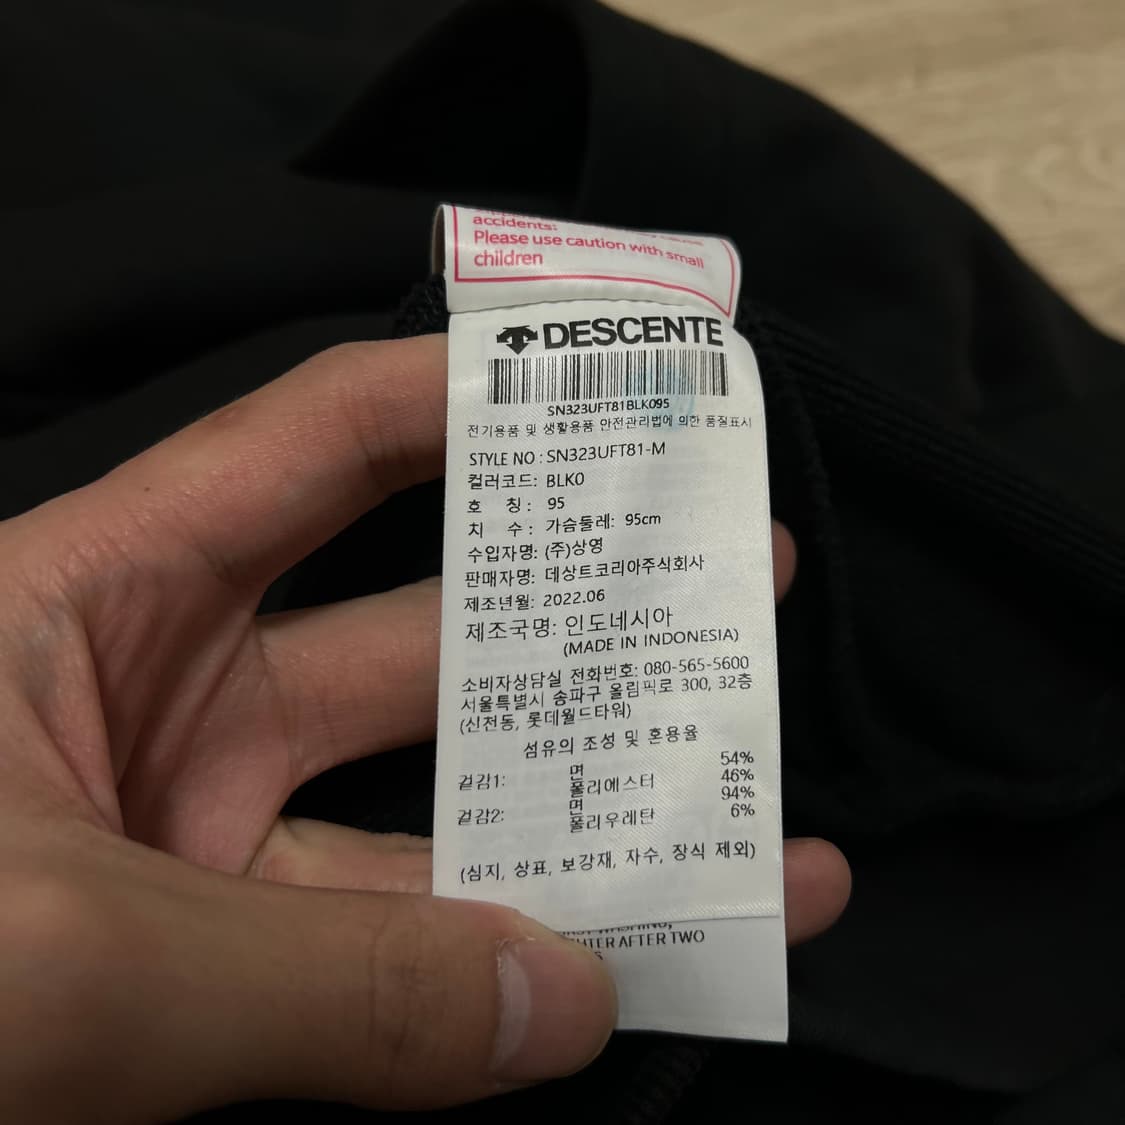 accidents:
Please use caution with small
children
DESCENTE
SN323UFT81BLK095
전기용품 및 생활용품 안전관리법에 의한 품질표시
STYLE NO : SN323UFT81-M
컬러코드: BLK0
호 칭 : 95
치 수 : 가슴둘레: 95cm
수입자명: (주)상영
판매자명: 데상트코리아주식회사
제조년월: 2022.06
제조국명: 인도네시아
(MADE IN INDONESIA)
소비자상담실 전화번호: 080-565-5600
서울특별시 송파구 올림픽로 300, 32층
(신천동, 롯데월드타워)
섬유의 조성 및 혼용율
겉감1: 면 54%
폴리에스터 46%
겉감2: 면 94%
폴리우레탄 6%
(심지, 상표, 보강재, 자수, 장식 제외)
WASHING,
AFTER TWO